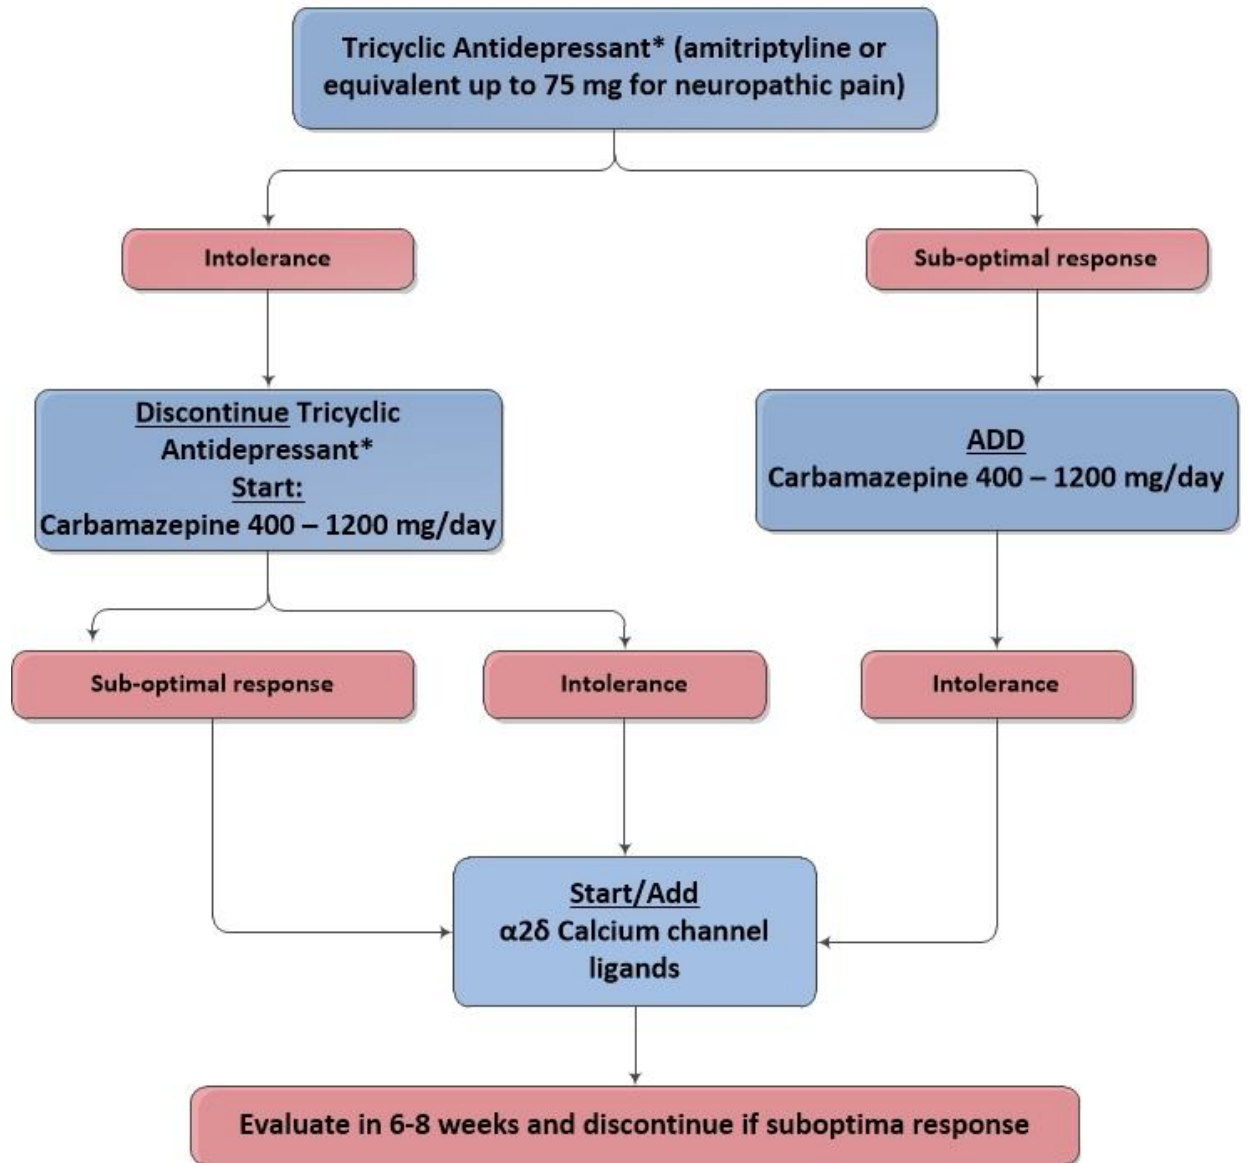 Tricyclic Antidepressant* (amitriptyline or
equivalent up to 75 mg for neuropathic pain)
Intolerance
Sub-optimal response
Discontinue Tricyclic
Antidepressant*
Start:
Carbamazepine 400 – 1200 mg/day
ADD
Carbamazepine 400 – 1200 mg/day
Sub-optimal response
Intolerance
Intolerance
Start/Add
α2δ Calcium channel
ligands
Evaluate in 6-8 weeks and discontinue if suboptima response